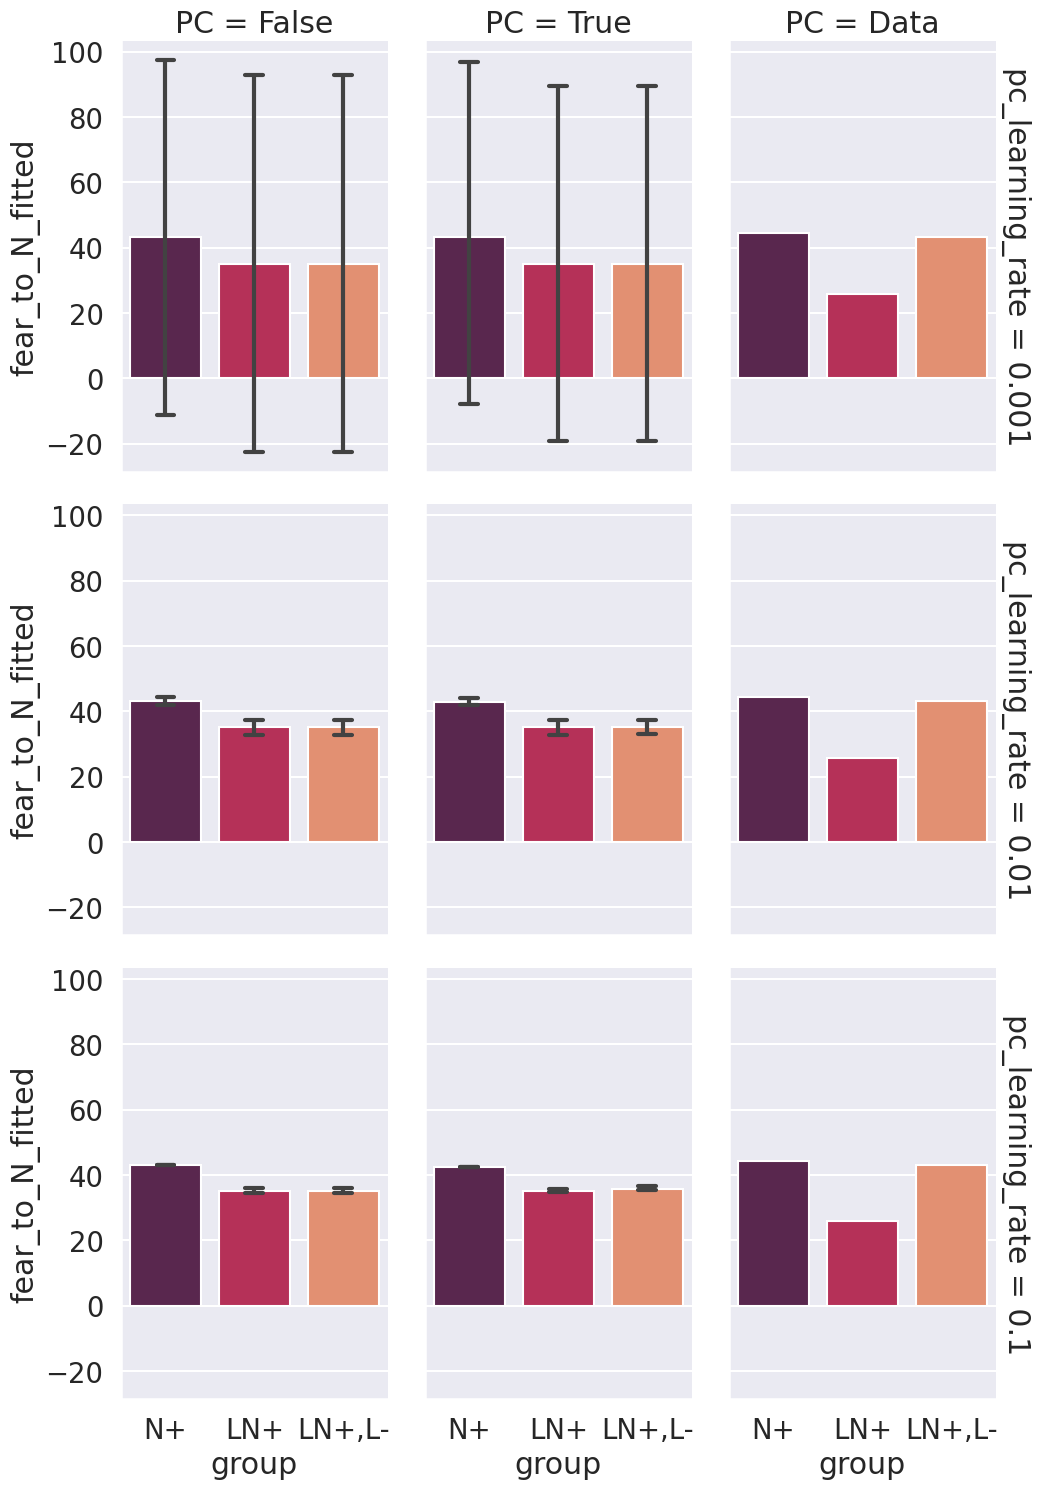 PC = False PC = True PC = Data
100
80
60
40
20
0
−20
fear_to_N_fitted
pc_learning_rate = 0.001
100
80
60
40
20
0
−20
fear_to_N_fitted
pc_learning_rate = 0.01
100
80
60
40
20
0
−20
fear_to_N_fitted
pc_learning_rate = 0.1
N+ LN+ LN+,L- N+ LN+ LN+,L- N+ LN+ LN+,L-
group group group